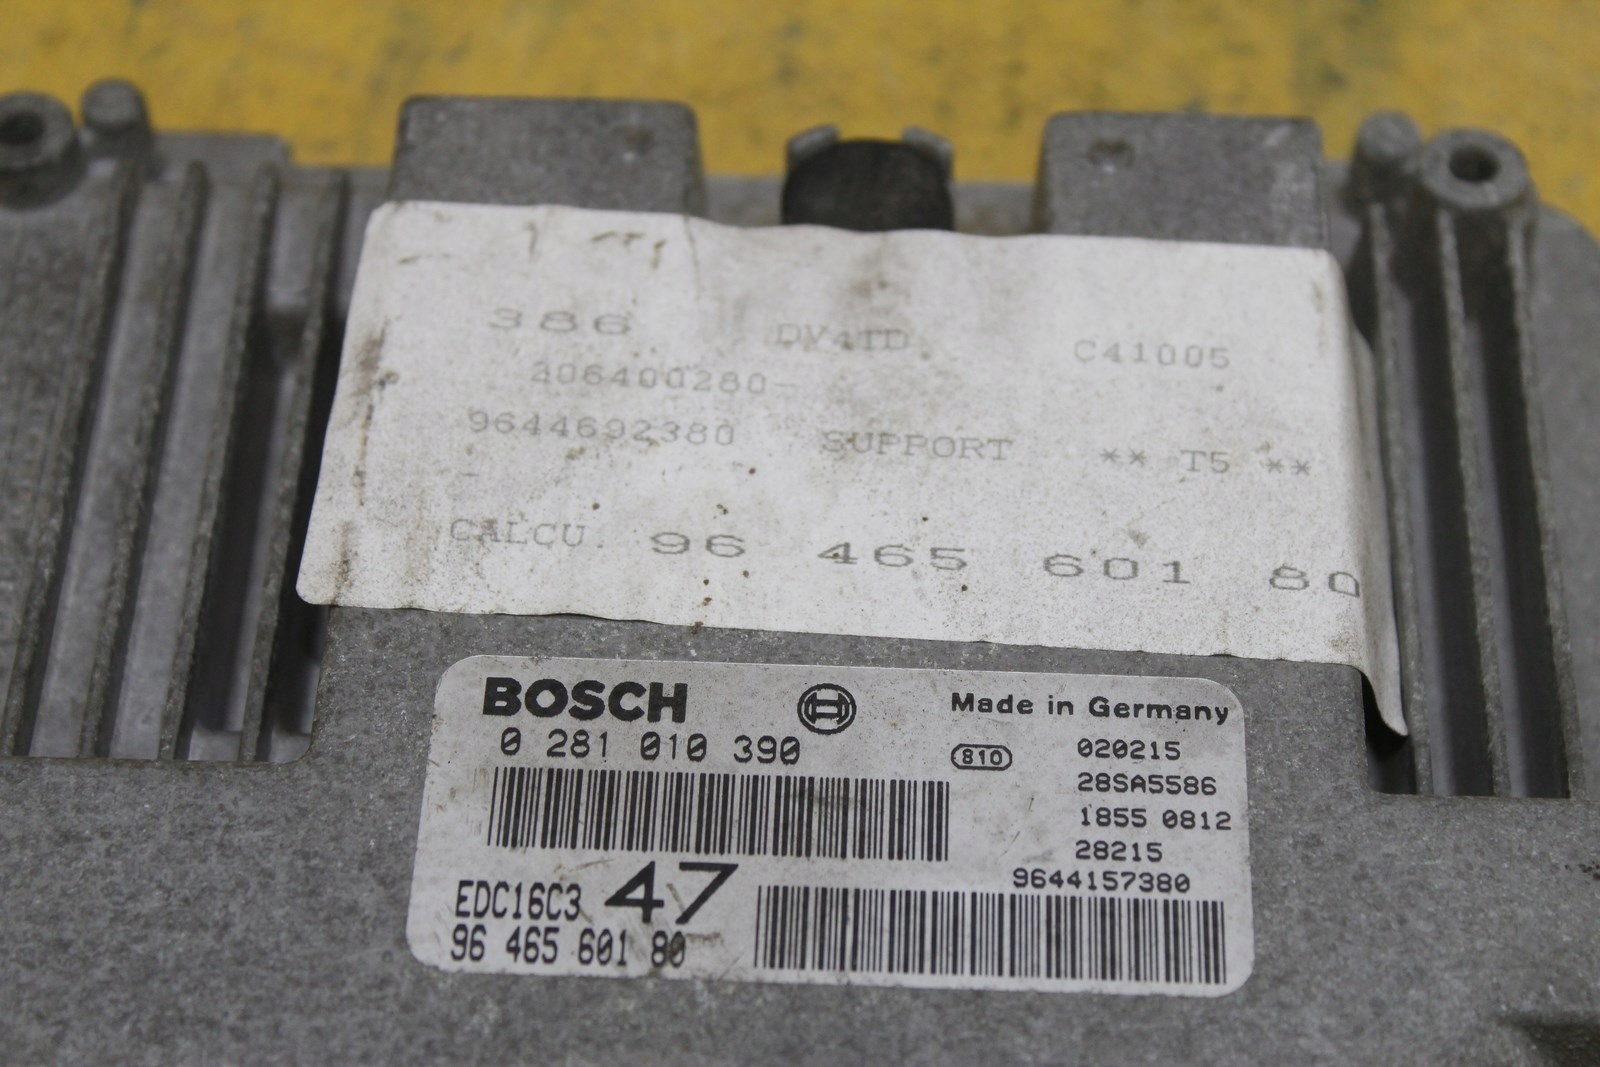 386 DV4TD C41005
206400280-
9644692380 SUPPORT ** T5 **
-
CALCU. 96 465 601 80
BOSCH Made in Germany
0 281 010 390 810 020215
28SA5586
1855 0812
28215
9644157380
EDC16C3 47
96 465 601 80